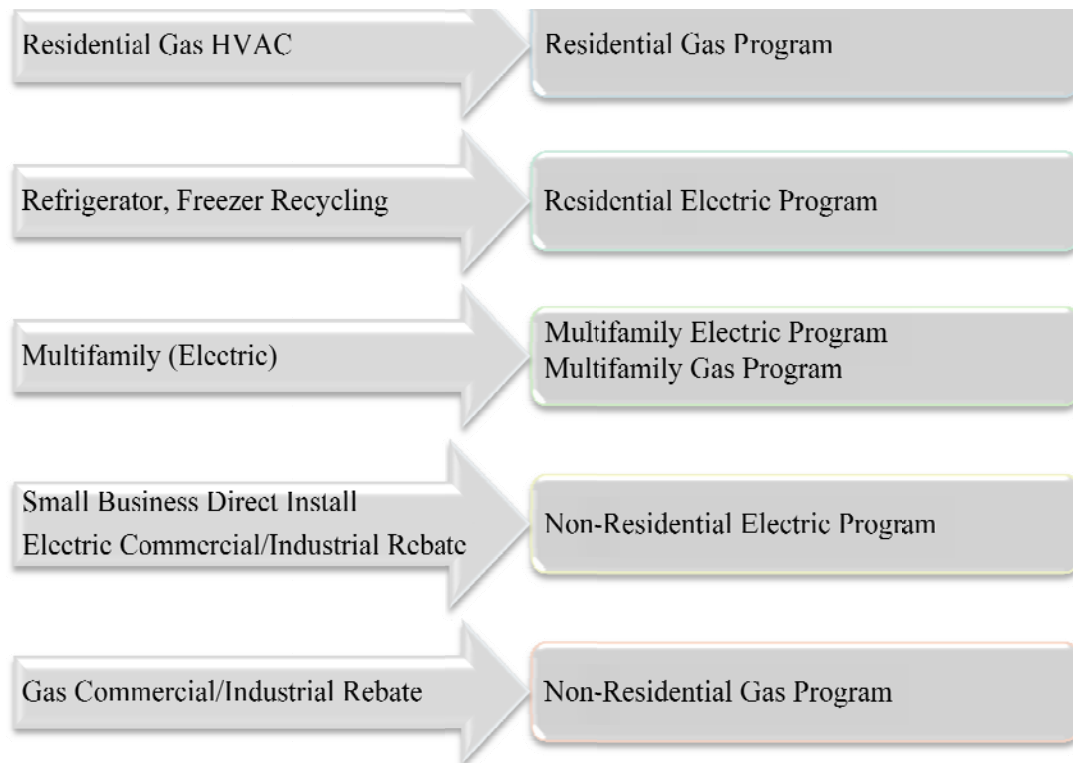 Residential Gas HVAC
Residential Gas Program
Refrigerator, Freezer Recycling
Residential Electric Program
Multifamily (Electric)
Multifamily Electric Program
Multifamily Gas Program
Small Business Direct Install
Electric Commercial/Industrial Rebate
Non-Residential Electric Program
Gas Commercial/Industrial Rebate
Non-Residential Gas Program